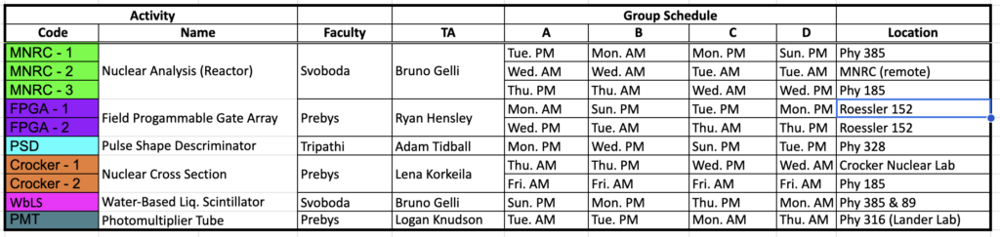 Activity Group Schedule
Code Name Faculty TA A B C D Location
MNRC - 1 Tue. PM Mon. AM Mon. PM Sun. PM Phy 385
MNRC - 2 Nuclear Analysis (Reactor) Svoboda Bruno Gelli Wed. AM Wed. AM Tue. AM Tue. AM MNRC (remote)
MNRC - 3 Thu. PM Thu. AM Wed. AM Wed. PM Phy 185
FPGA - 1 Field Progammable Gate Array Prebys Ryan Hensley Mon. AM Sun. PM Tue. PM Mon. PM Roessler 152
FPGA - 2 Wed. PM Tue. AM Thu. AM Thu. PM Roessler 152
PSD Pulse Shape Descriminator Tripathi Adam Tidball Mon. PM Wed. PM Sun. PM Tue. PM Phy 328
Crocker - 1 Nuclear Cross Section Prebys Lena Korkeila Thu. AM Thu. PM Wed. PM Wed. AM Crocker Nuclear Lab
Crocker - 2 Fri. AM Fri. AM Fri. AM Fri. AM Phy 185
WbLS Water-Based Liq. Scintillator Svoboda Bruno Gelli Sun. PM Mon. PM Thu. PM Mon. AM Phy 385 & 89
PMT Photomultiplier Tube Prebys Logan Knudson Tue. AM Tue. PM Mon. AM Thu. AM Phy 316 (Lander Lab)